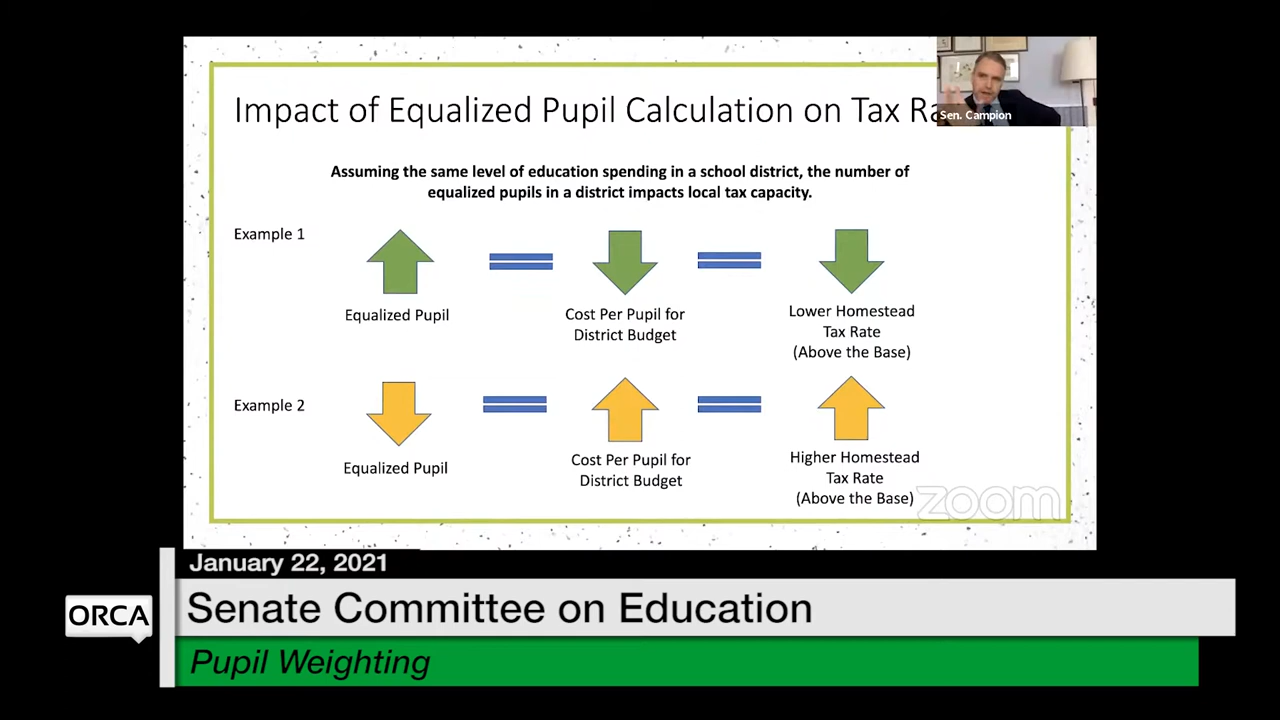 Impact of Equalized Pupil Calculation on Tax Ra
Sen. Campion
Assuming the same level of education spending in a school district, the number of
equalized pupils in a district impacts local tax capacity.
Example 1
Equalized Pupil
Cost Per Pupil for
District Budget
Lower Homestead
Tax Rate
(Above the Base)
Example 2
Equalized Pupil
Cost Per Pupil for
District Budget
Higher Homestead
Tax Rate
(Above the Base)
zoom
January 22, 2021
ORCA
Senate Committee on Education
Pupil Weighting